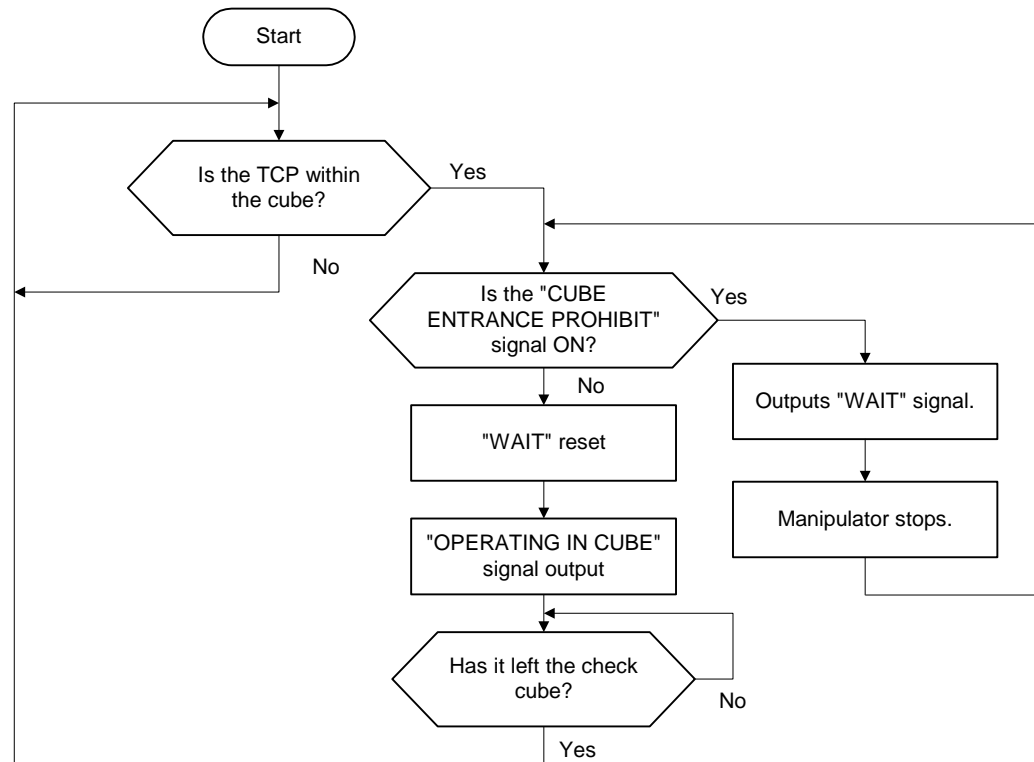 Start
Is the TCP within
the cube?
Yes
No
Is the "CUBE
ENTRANCE PROHIBIT"
signal ON?
Yes
No
Outputs "WAIT" signal.
"WAIT" reset
Manipulator stops.
"OPERATING IN CUBE"
signal output
Has it left the check
cube?
No
Yes